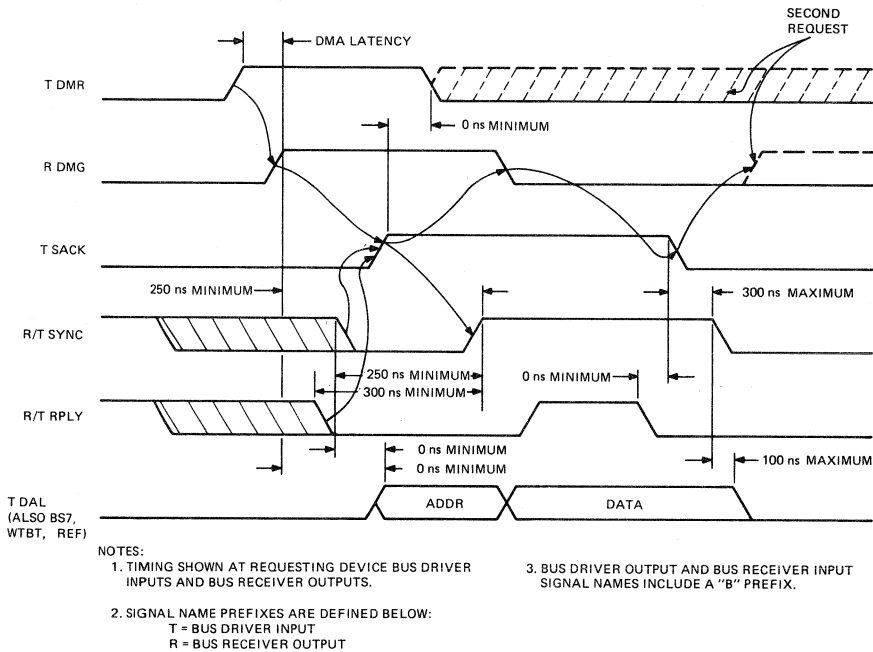 SECOND
REQUEST
DMA LATENCY
T DMR
0 ns MINIMUM
R DMG
T SACK
250 ns MINIMUM
300 ns MAXIMUM
R/T SYNC
250 ns MINIMUM
0 ns MINIMUM
300 ns MINIMUM
R/T RPLY
0 ns MINIMUM
100 ns MAXIMUM
0 ns MINIMUM
T DAL
(ALSO BS7,
WTBT, REF)
ADDR
DATA
NOTES:
1. TIMING SHOWN AT REQUESTING DEVICE BUS DRIVER
INPUTS AND BUS RECEIVER OUTPUTS.
2. SIGNAL NAME PREFIXES ARE DEFINED BELOW:
T = BUS DRIVER INPUT
R = BUS RECEIVER OUTPUT
3. BUS DRIVER OUTPUT AND BUS RECEIVER INPUT
SIGNAL NAMES INCLUDE A "B" PREFIX.